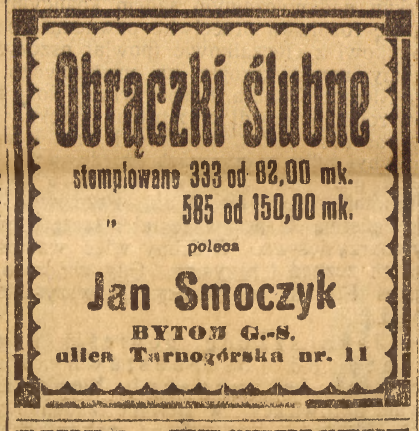 Obrączki ślubne
stemplowane 333 od 82,00 mk.
„ 585 od 150,00 mk.
poleca
Jan Smoczyk
BYTOM G.-S.
ulica Tarnogórska nr. 11